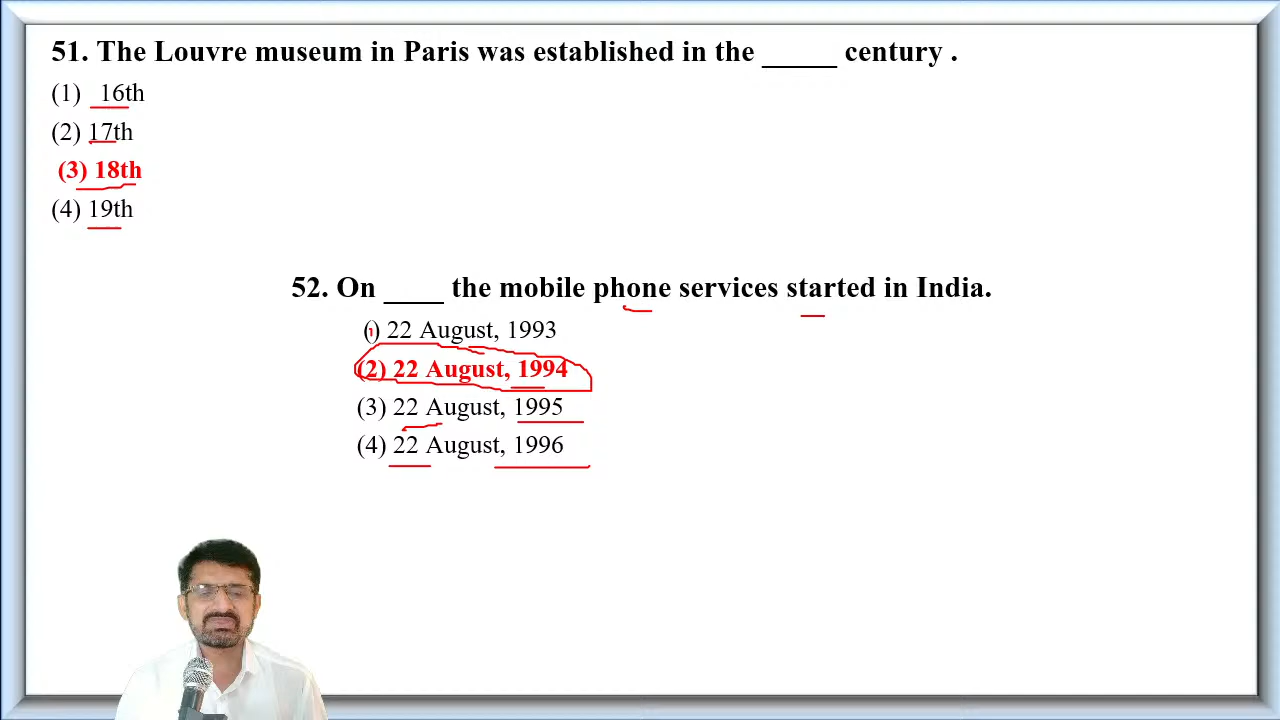 51. The Louvre museum in Paris was established in the _____ century .
(1) 16th
(2) 17th
(3) 18th
(4) 19th
52. On ____ the mobile phone services started in India.
(1) 22 August, 1993
(2) 22 August, 1994
(3) 22 August, 1995
(4) 22 August, 1996